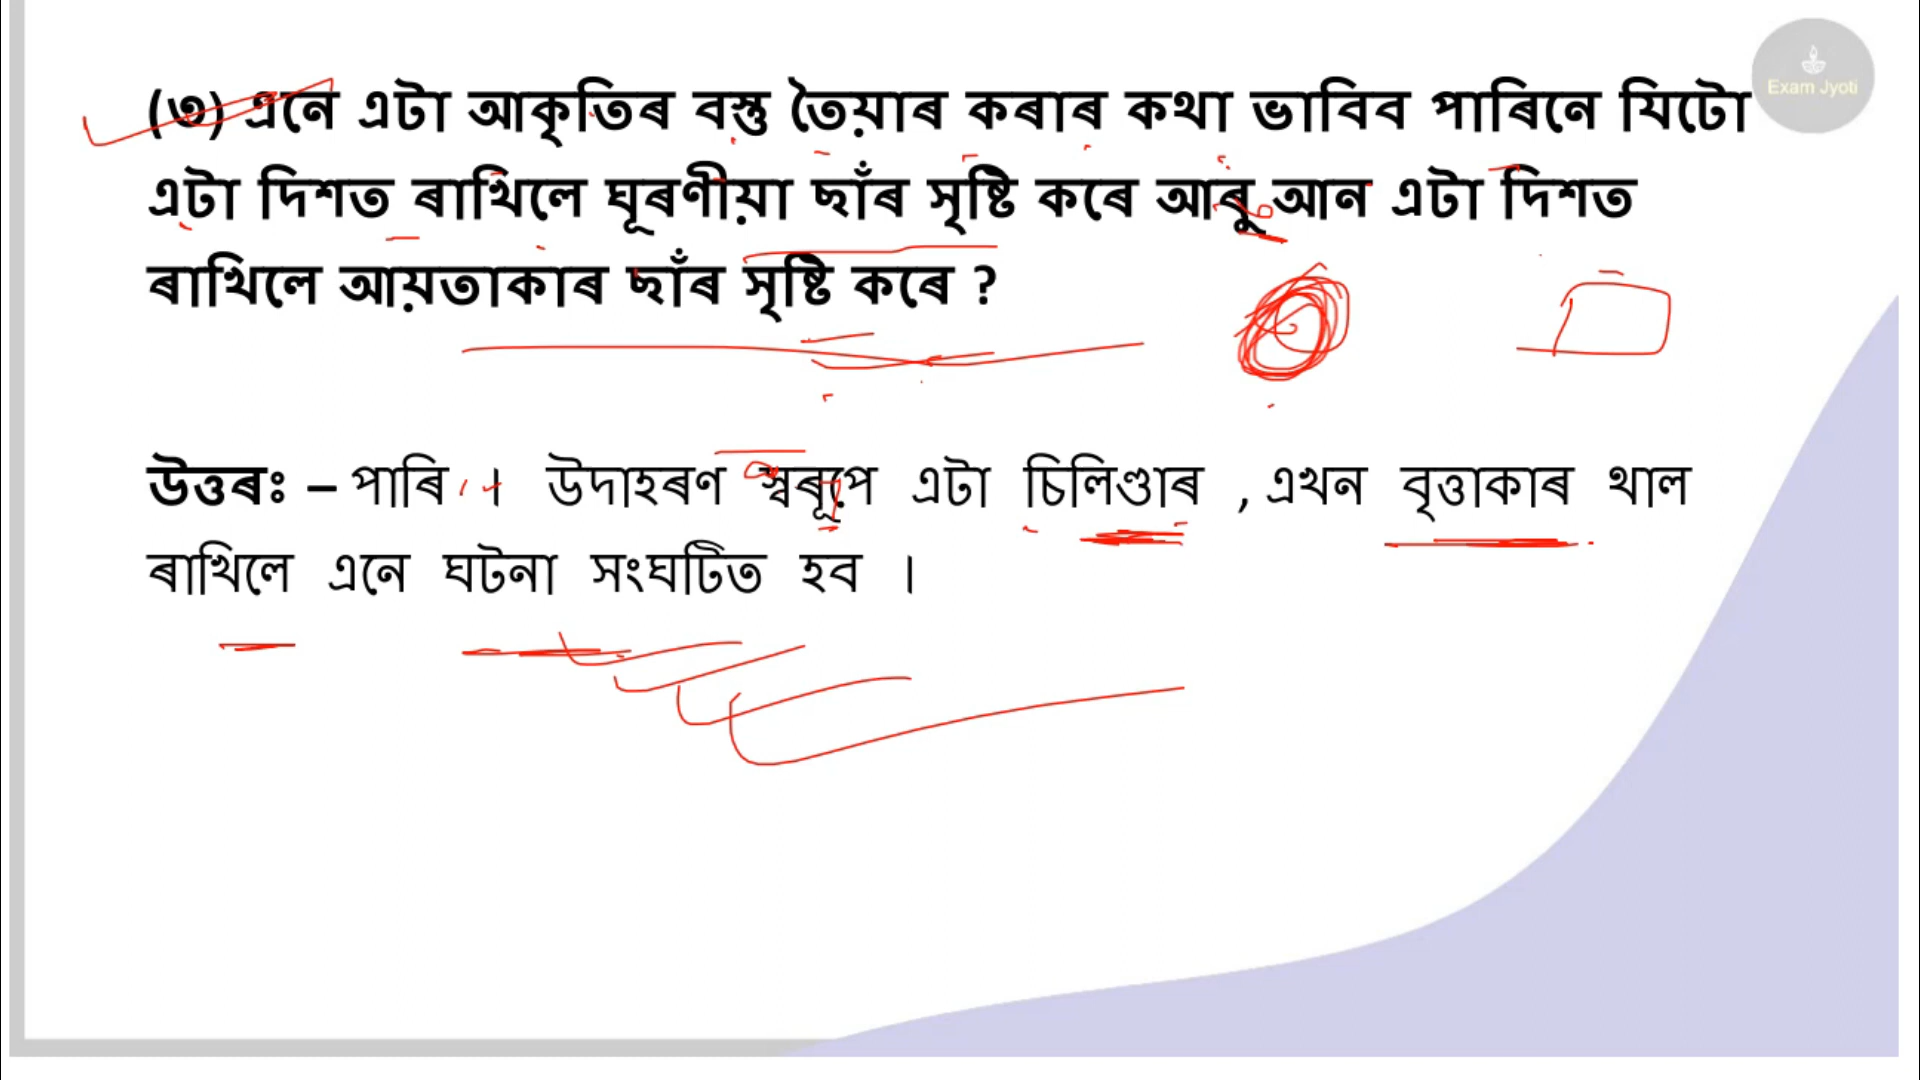 (৩) এনে এটা আকৃতিৰ বস্তু তৈয়াৰ কৰাৰ কথা ভাবিব পাৰিনে যিটো
Exam Jyoti
এটা দিশত ৰাখিলে ঘূৰণীয়া ছাঁৰ সৃষ্টি কৰে আৰু আন এটা দিশত
ৰাখিলে আয়তাকাৰ ছাঁৰ সৃষ্টি কৰে ?
উত্তৰঃ – পাৰি । উদাহৰণ স্বৰূপে এটা চিলিণ্ডাৰ , এখন বৃত্তাকাৰ থাল
ৰাখিলে এনে ঘটনা সংঘটিত হব ।